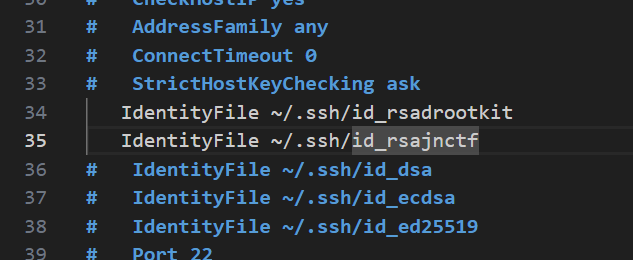 30 # CheckHostIP yes
31 # AddressFamily any
32 # ConnectTimeout 0
33 # StrictHostKeyChecking ask
34 IdentityFile ~/.ssh/id_rsadrootkit
35 IdentityFile ~/.ssh/id_rsajnctf
36 # IdentityFile ~/.ssh/id_dsa
37 # IdentityFile ~/.ssh/id_ecdsa
38 # IdentityFile ~/.ssh/id_ed25519
39 # Port 22